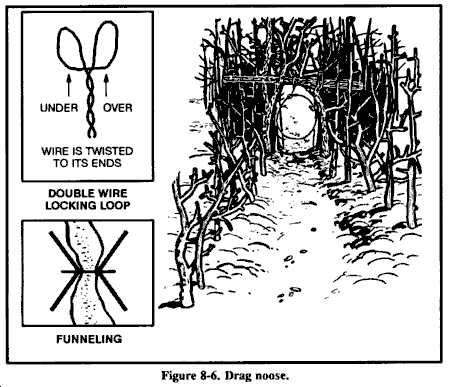 UNDER OVER
WIRE IS TWISTED
TO ITS ENDS
DOUBLE WIRE
LOCKING LOOP
FUNNELING
Figure 8-6. Drag noose.